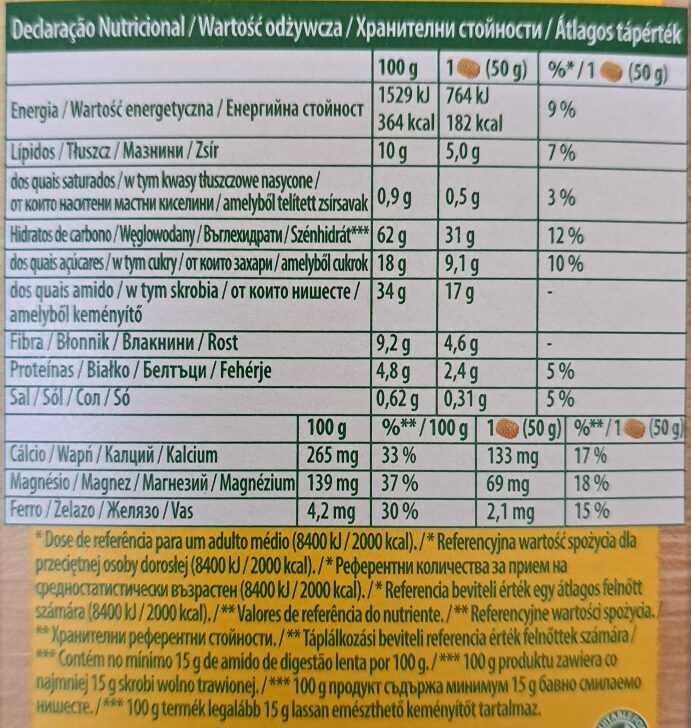 Declaração Nutricional / Wartość odżywcza / Хранителни стойности / Átlagos tápérték
100 g 1 (50 g) %* / 1 (50 g)
Energia / Wartość energetyczna / Енергийна стойност 1529 kJ 764 kJ 9 %
364 kcal 182 kcal
Lípidos / Tłuszcz / Мазнини / Zsír 10 g 5,0 g 7 %
dos quais saturados / w tym kwasy tłuszczowe nasycone /
от които наситени мастни киселини / amelyből telített zsírsavak 0,9 g 0,5 g 3 %
Hidratos de carbono / Węglowodany / Въглехидрати / Szénhidrát*** 62 g 31 g 12 %
dos quais açúcares / w tym cukry / от които захари / amelyből cukrok 18 g 9,1 g 10 %
dos quais amido / w tym skrobia / от които нишесте / 34 g 17 g -
amelyből keményítő
Fibra / Błonnik / Влакнини / Rost 9,2 g 4,6 g -
Proteínas / Białko / Белтъци / Fehérje 4,8 g 2,4 g 5 %
Sal / Sól / Сол / Só 0,62 g 0,31 g 5 %
100 g %** / 100 g 1 (50 g) %** / 1 (50 g)
Cálcio / Wapń / Калций / Kalcium 265 mg 33 % 133 mg 17 %
Magnésio / Magnez / Магнезий / Magnézium 139 mg 37 % 69 mg 18 %
Ferro / Żelazo / Желязо / Vas 4,2 mg 30 % 2,1 mg 15 %
* Dose de referência para um adulto médio (8400 kJ / 2000 kcal). / * Referencyjna wartość spożycia dla
przeciętnej osoby dorosłej (8400 kJ / 2000 kcal). / * Референтни количества за прием на
средностатистически възрастен (8400 kJ / 2000 kcal). / * Referencia beviteli érték egy átlagos felnőtt
számára (8400 kJ / 2000 kcal). / ** Valores de referência do nutriente. / ** Referencyjne wartości spożycia. /
** Хранителни референтни стойности. / ** Táplálkozási beviteli referencia érték felnőttek számára /
*** Contém no mínimo 15 g de amido de digestão lenta por 100 g. / *** 100 g produktu zawiera co
najmniej 15 g skrobi wolno trawionej. / *** 100 g продукт съдържа минимум 15 g бавно смилаемо
нишесте. / *** 100 g termék legalább 15 g lassan emészthető keményítőt tartalmaz.